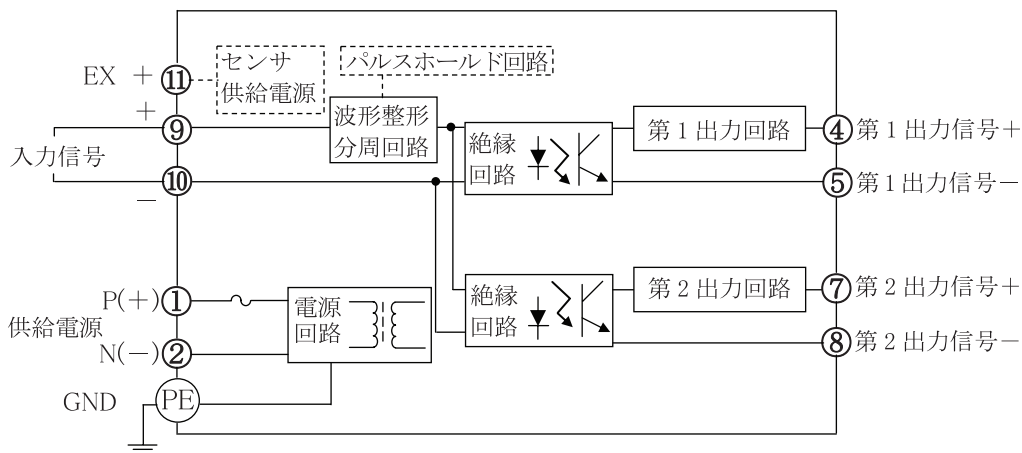 EX +
⑪
センサ
供給電源
パルスホールド回路
+
⑨
入力信号
⑩
−
波形整形
分周回路
絶縁
回路
第1出力回路
④ 第1出力信号+
⑤ 第1出力信号−
絶縁
回路
第2出力回路
⑦ 第2出力信号+
⑧ 第2出力信号−
供給電源
P(+) ①
N(−) ②
電源
回路
GND
PE